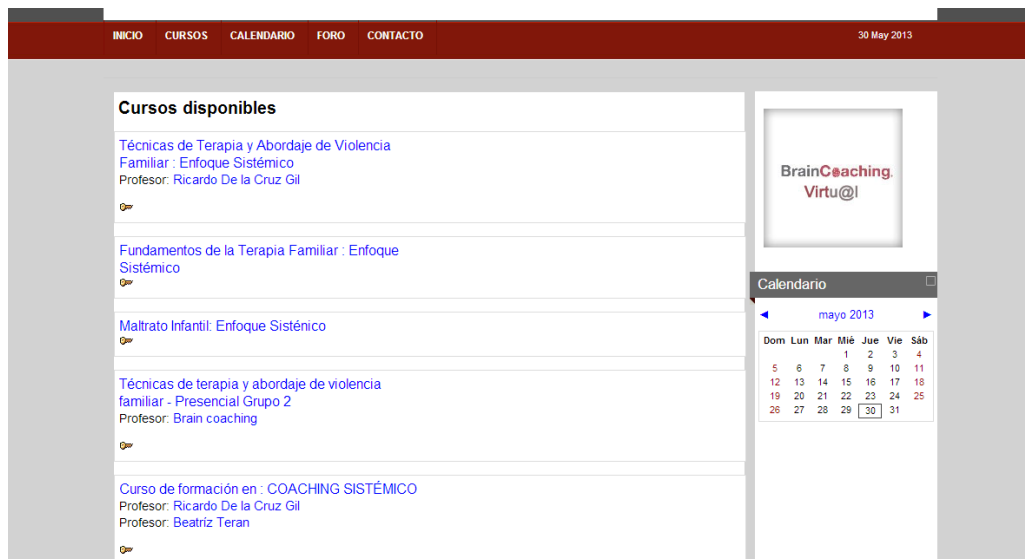 INICIO CURSOS CALENDARIO FORO CONTACTO 30 May 2013
Cursos disponibles
Técnicas de Terapia y Abordaje de Violencia
Familiar : Enfoque Sistémico
Profesor: Ricardo De la Cruz Gil
Fundamentos de la Terapia Familiar : Enfoque
Sistémico
Maltrato Infantil: Enfoque Sisténico
Técnicas de terapia y abordaje de violencia
familiar - Presencial Grupo 2
Profesor: Brain coaching
Curso de formación en : COACHING SISTÉMICO
Profesor: Ricardo De la Cruz Gil
Profesor: Beatríz Teran
BrainCoaching.
Virtu@l
Calendario
◄ mayo 2013 ►
Dom Lun Mar Mié Jue Vie Sáb
1 2 3 4
5 6 7 8 9 10 11
12 13 14 15 16 17 18
19 20 21 22 23 24 25
26 27 28 29 30 31